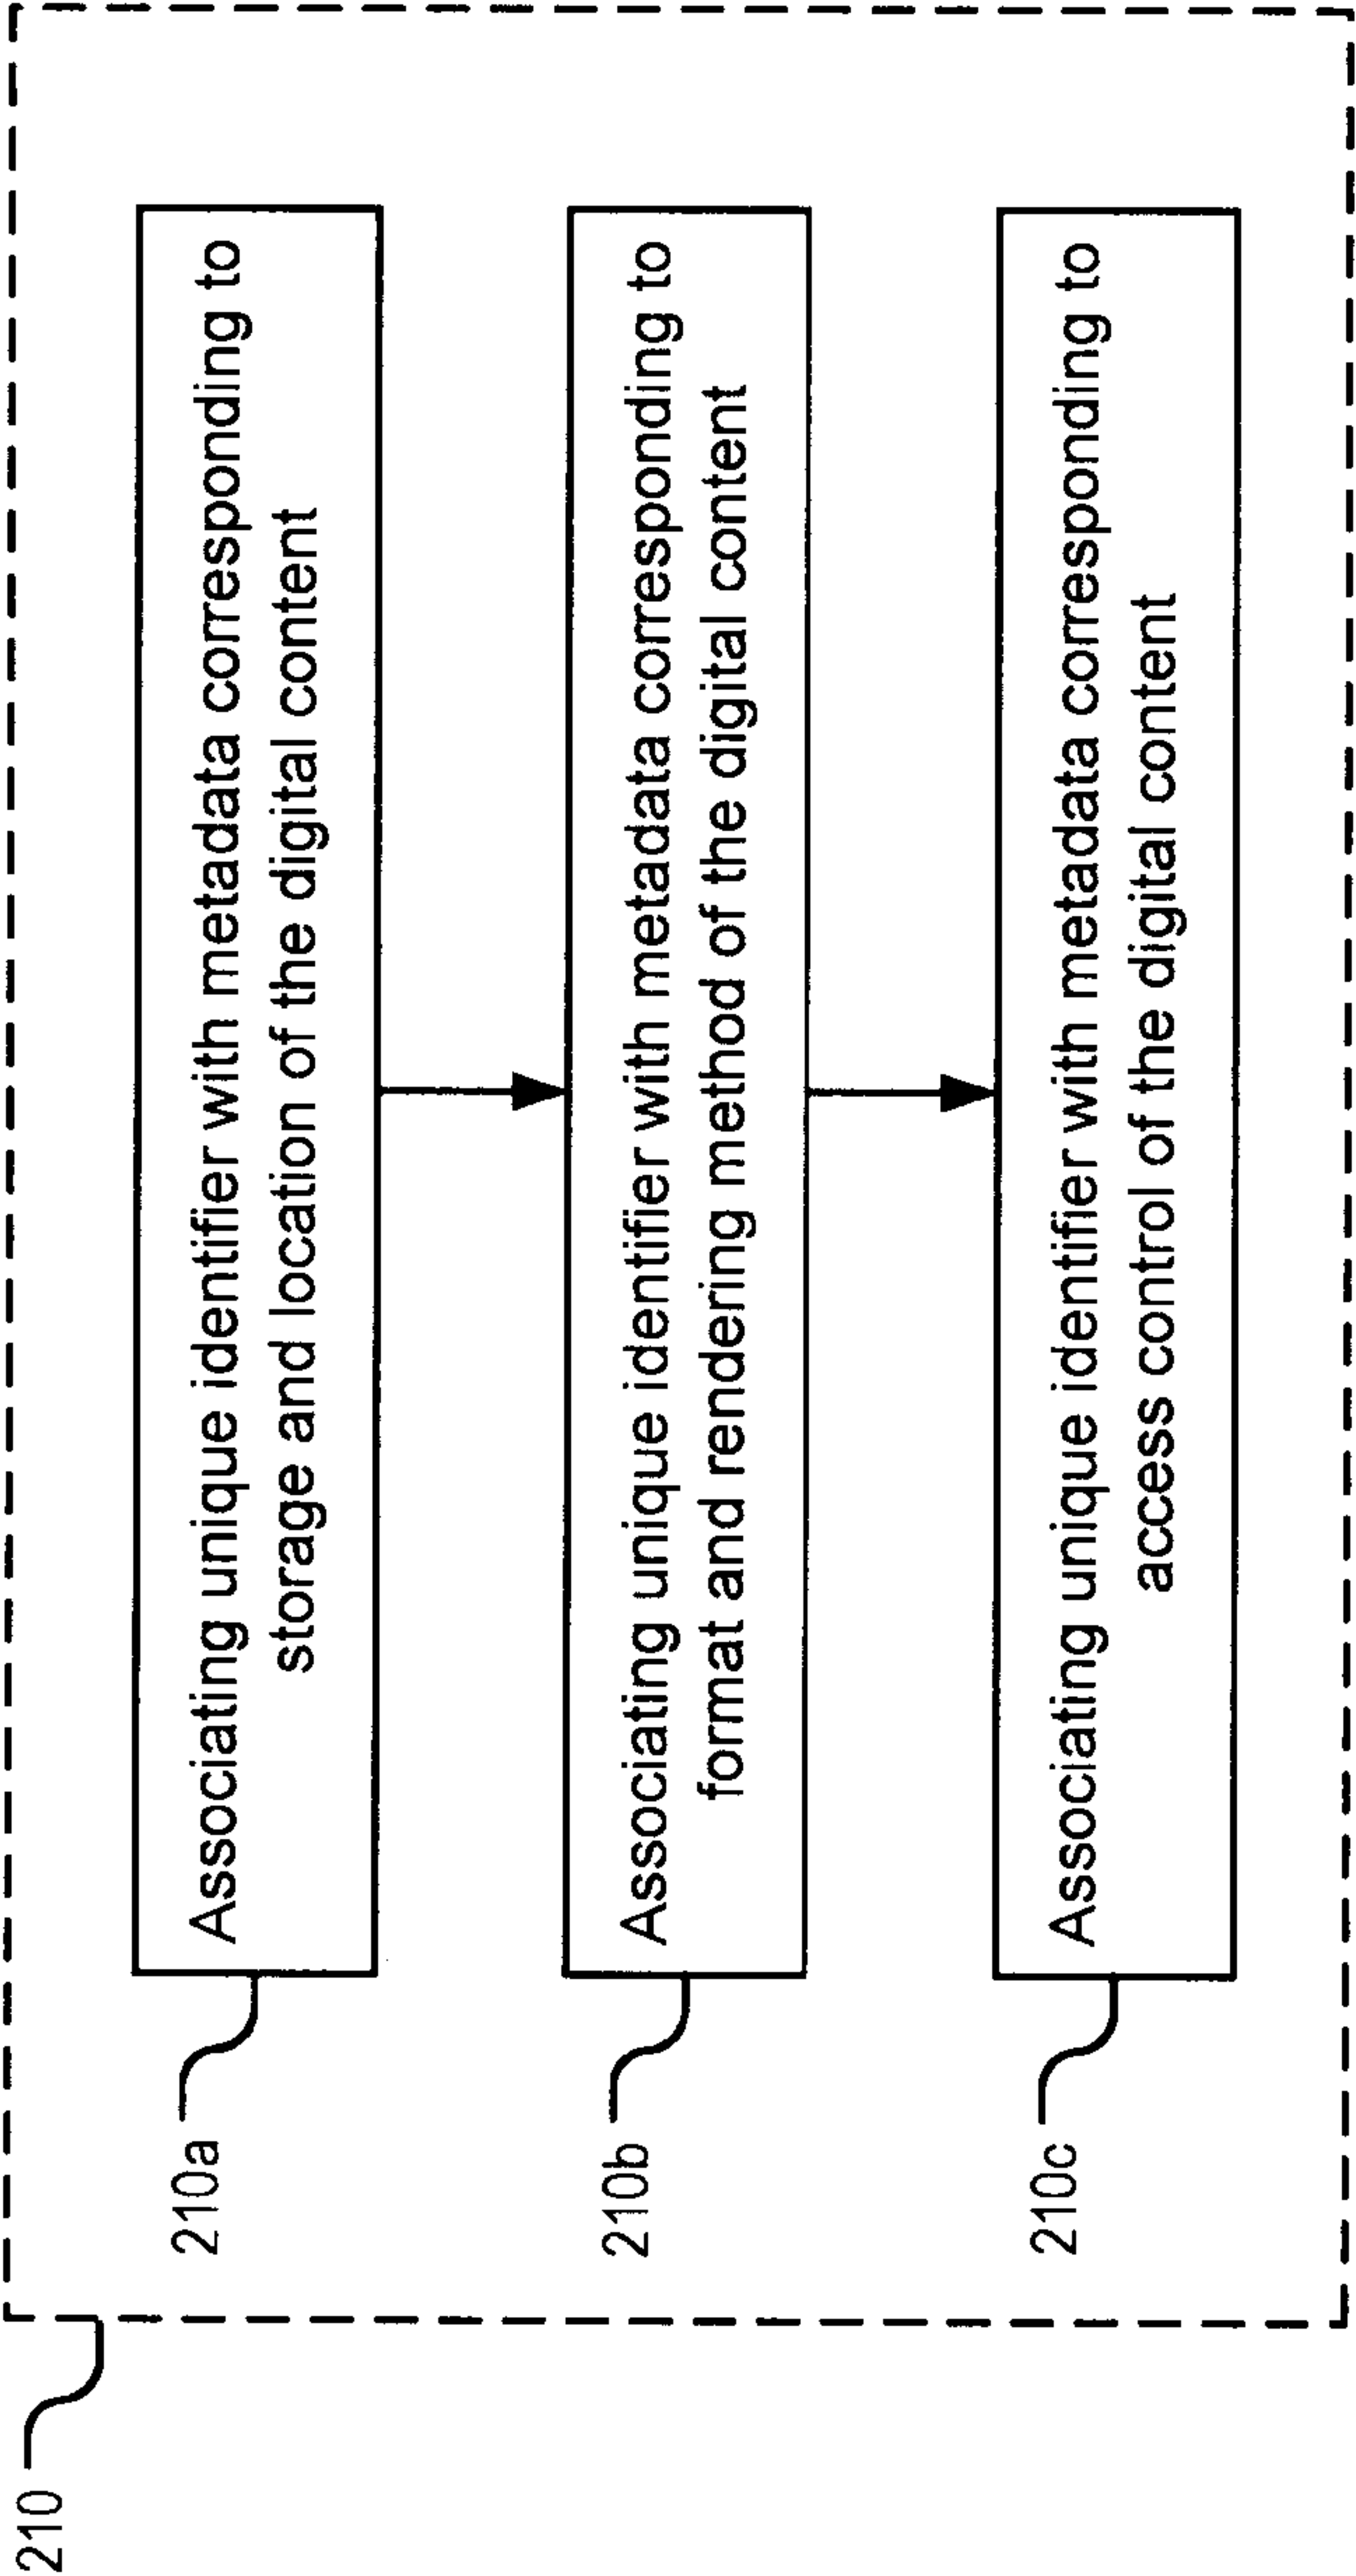 210
210a
Associating unique identifier with metadata corresponding to
storage and location of the digital content
210b
Associating unique identifier with metadata corresponding to
format and rendering method of the digital content
210c
Associating unique identifier with metadata corresponding to
access control of the digital content